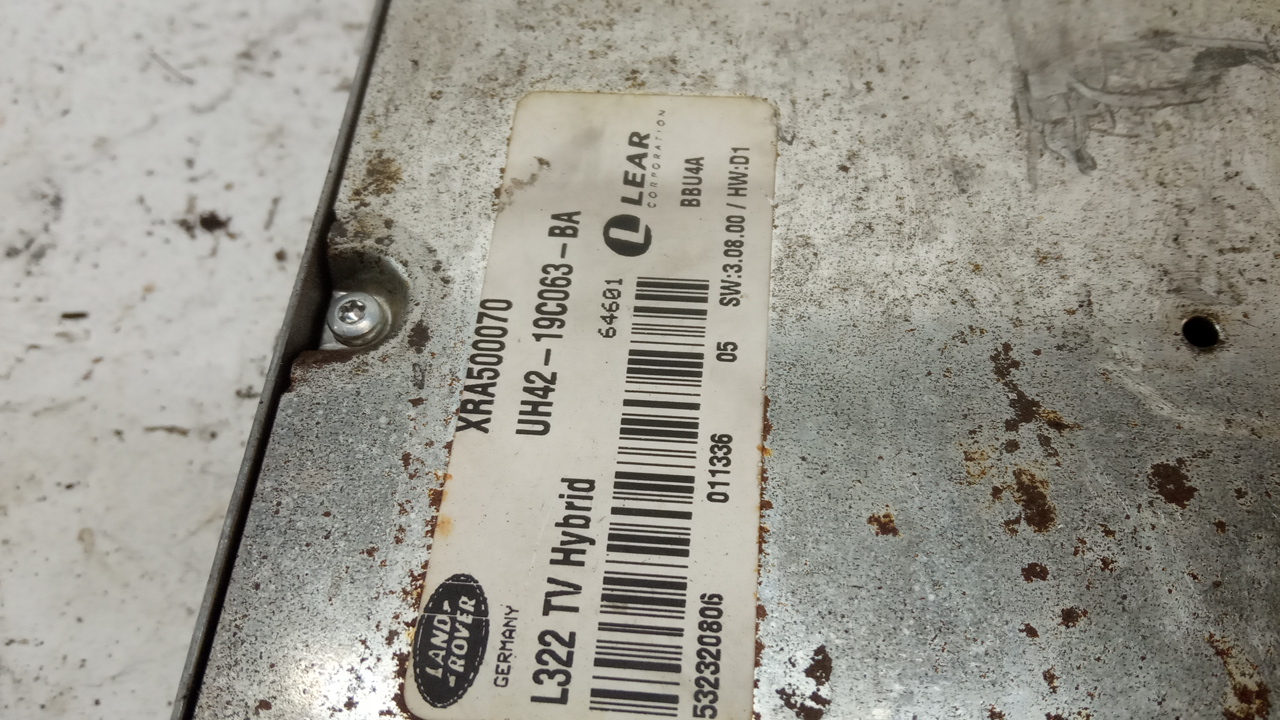 XRA500070
UH42-19C063-BA
64601
LEAR
CORPORATION
BBU4A
LAND
ROVER
GERMANY
L322 TV Hybrid
532320806 011336 05 SW:3.08.00 / HW:D1